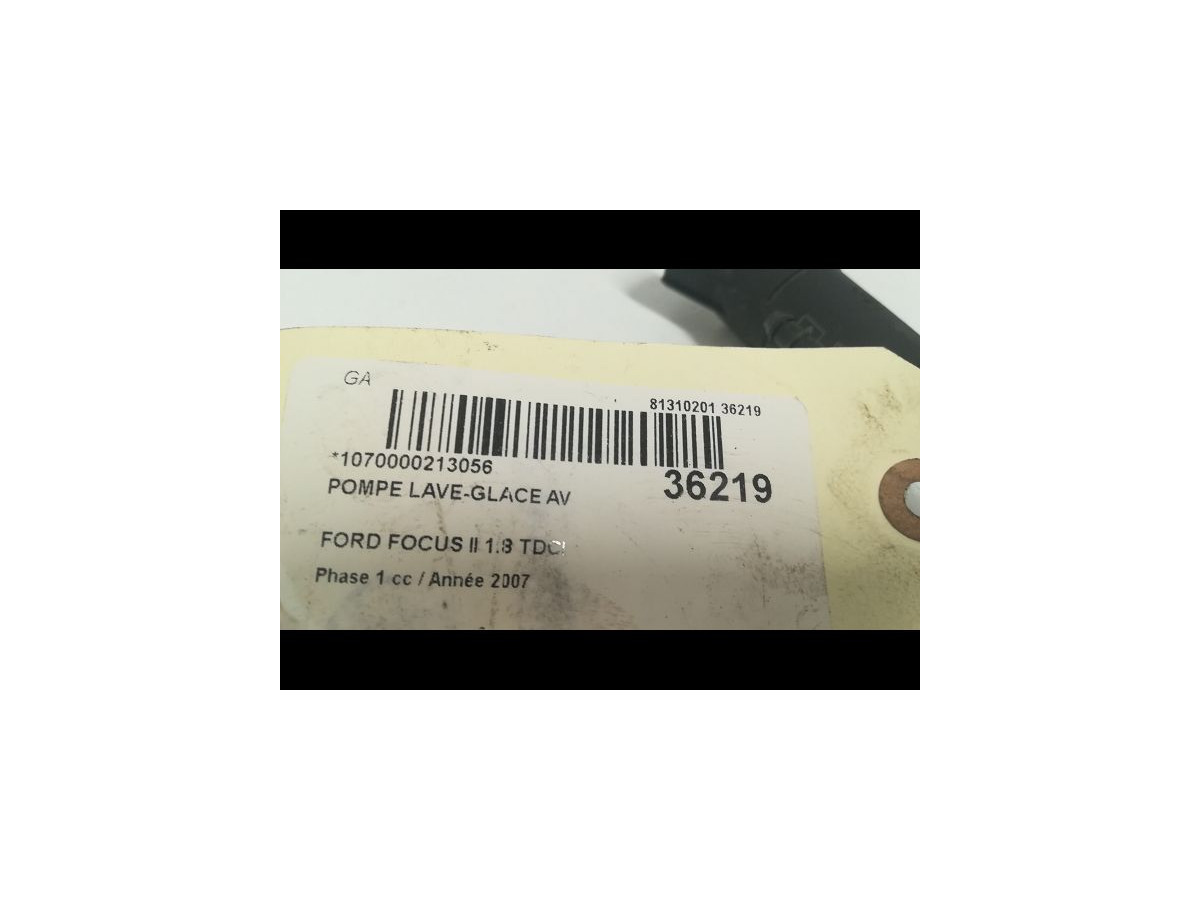 GA
81310201 36219
*1070000213056
36219
POMPE LAVE-GLACE AV
FORD FOCUS II 1.8 TDCI
Phase 1 cc / Année 2007